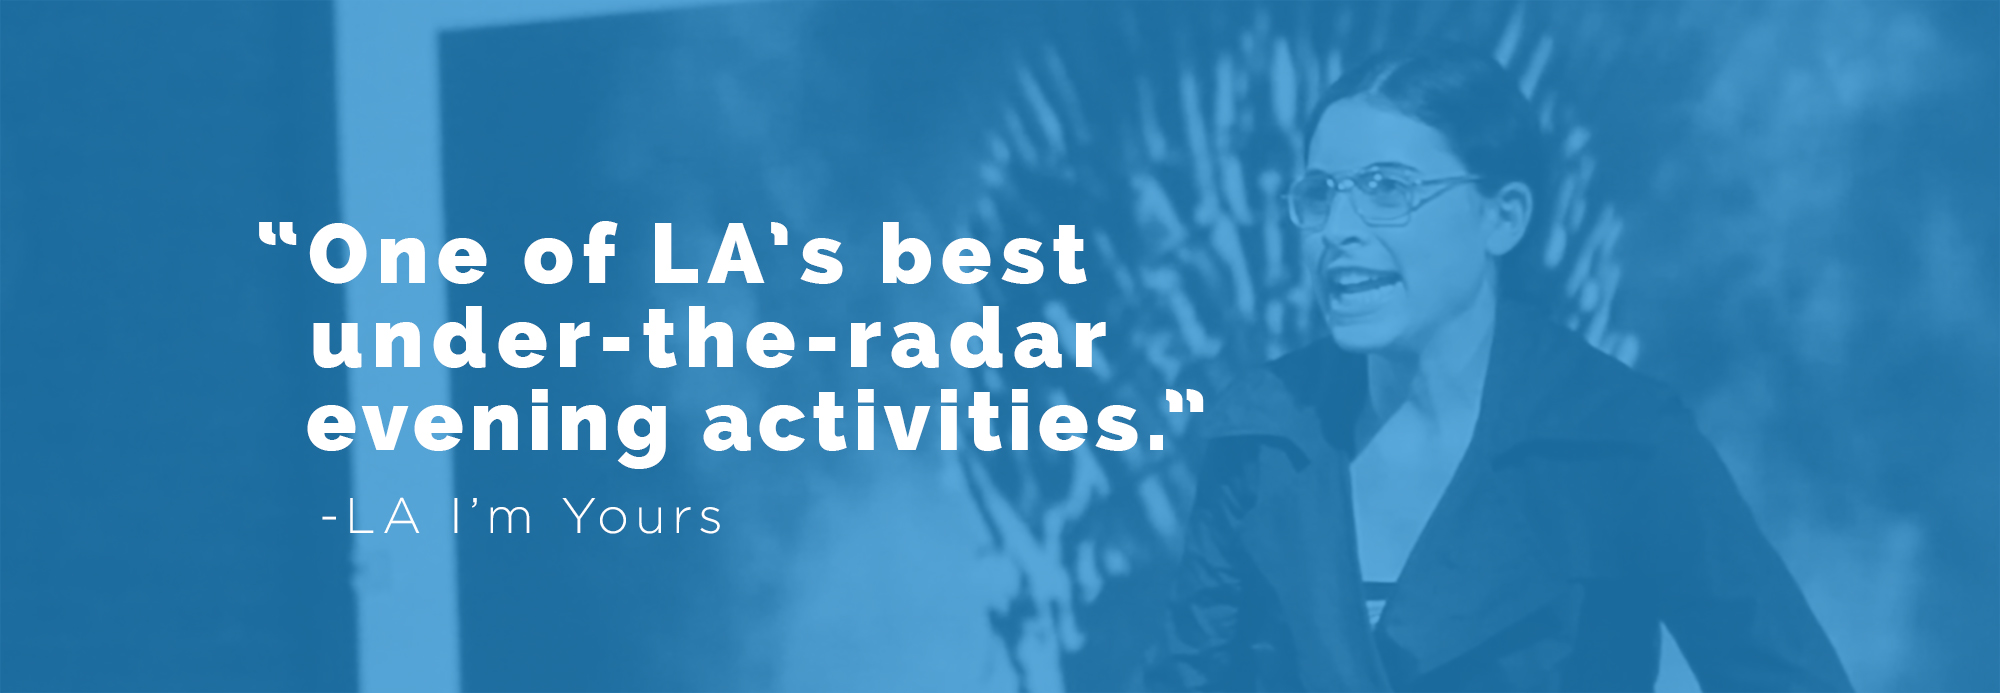 “One of LA’s best
under-the-radar
evening activities.”
-LA I’m Yours